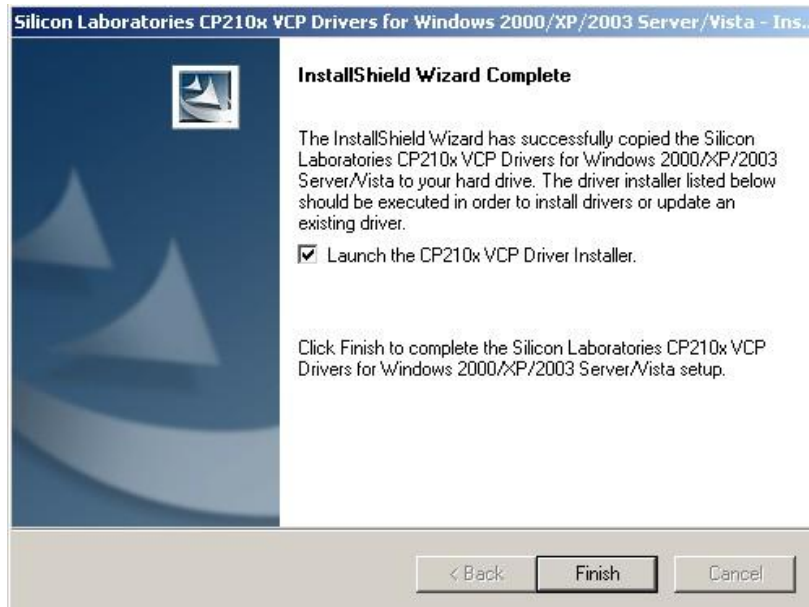 Silicon Laboratories CP210x VCP Drivers for Windows 2000/XP/2003 Server/Vista - Ins...
InstallShield Wizard Complete
The InstallShield Wizard has successfully copied the Silicon
Laboratories CP210x VCP Drivers for Windows 2000/XP/2003
Server/Vista to your hard drive. The driver installer listed below
should be executed in order to install drivers or update an
existing driver.
Launch the CP210x VCP Driver Installer.
Click Finish to complete the Silicon Laboratories CP210x VCP
Drivers for Windows 2000/XP/2003 Server/Vista setup.
< Back
Finish
Cancel